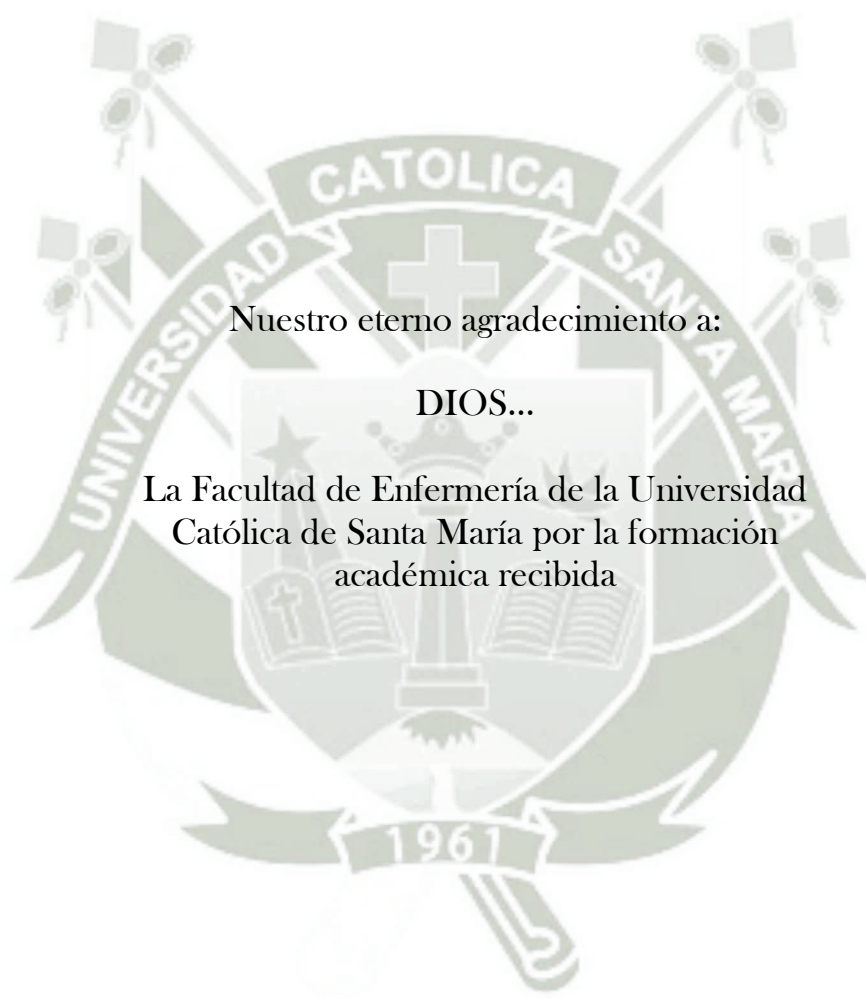 CATOLICA
UNIVERSIDAD
SANTA MARIA
Nuestro eterno agradecimiento a:
DIOS...
La Facultad de Enfermería de la Universidad
Católica de Santa María por la formación
académica recibida
1961